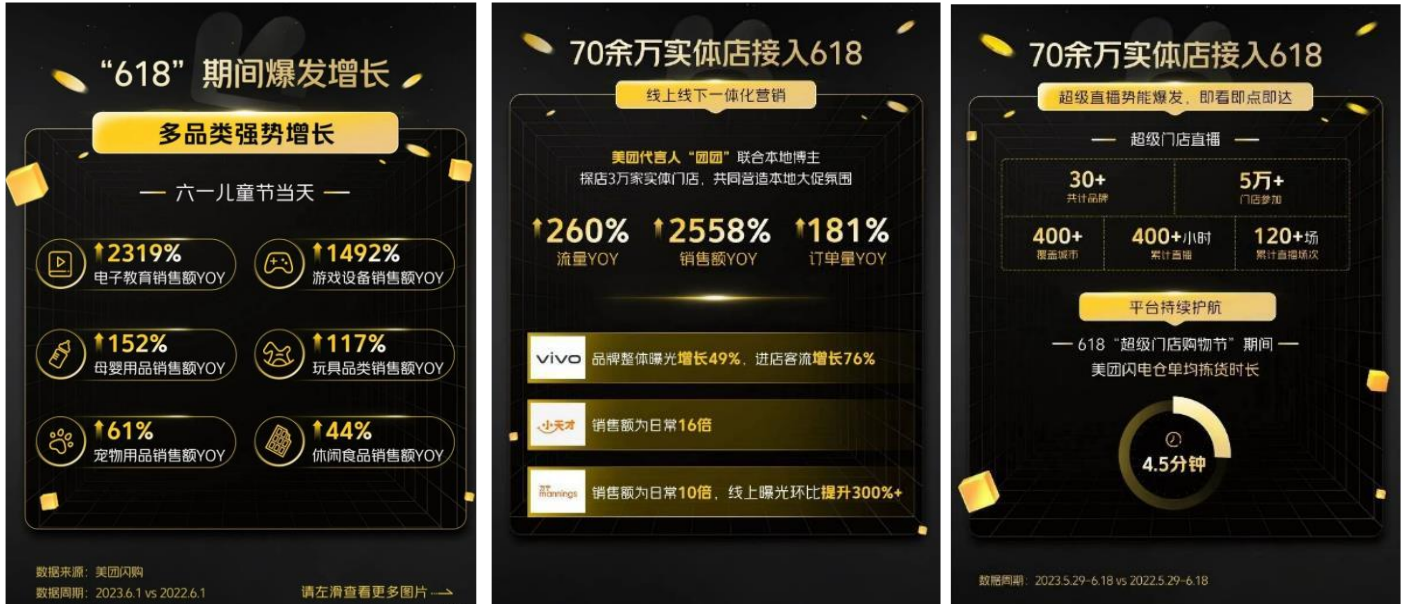 “618”期间爆发增长
多品类强势增长
六一儿童节当天
2319%
电子教育销售额YOY
1492%
游戏设备销售额YOY
152%
母婴用品销售额YOY
117%
玩具品类销售额YOY
61%
宠物用品销售额YOY
44%
休闲食品销售额YOY
数据来源：美团闪购
数据周期：2023.6.1 vs 2022.6.1
请左滑查看更多图片
70余万实体店接入618
线上线下一体化营销
美团代言人“团团”联合本地博主
探店3万家实体门店，共同营造本地大促氛围
260%
流量YOY
2558%
销售额YOY
181%
订单量YOY
vivo 品牌整体曝光增长49%，进店客流增长76%
小天才 销售额为日常16倍
mannings 销售额为日常10倍，线上曝光环比提升300%+
70余万实体店接入618
超级直播势能爆发，即看即点即达
超级门店直播
30+
共计品牌
5万+
门店参加
400+
覆盖城市
400+小时
累计直播
120+场
累计直播场次
平台持续护航
618“超级门店购物节”期间
美团闪电仓单均拣货时长
4.5分钟
数据周期：2023.5.29-6.18 vs 2022.5.29-6.18